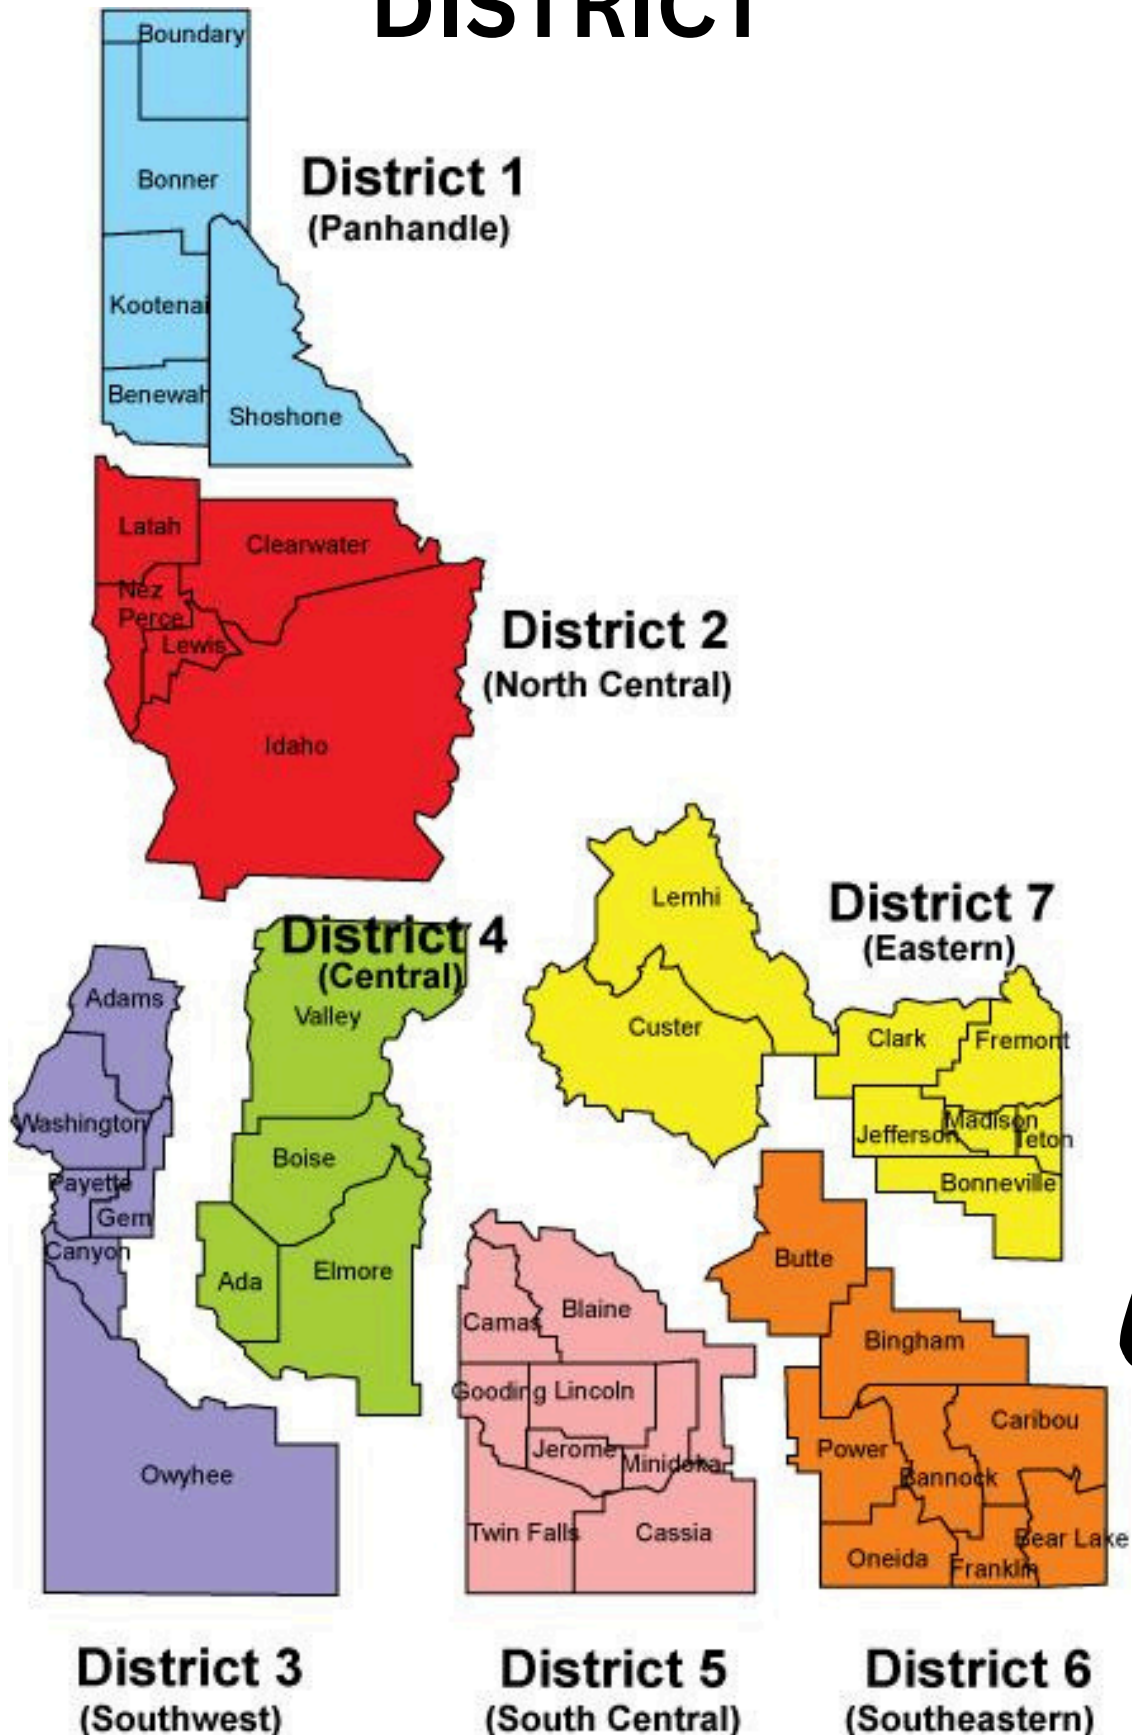 DISTRICT
Boundary
Bonner
District 1
(Panhandle)
Kootenai
Benewah
Shoshone
Latah
Clearwater
Nez
Perce
Lewis
District 2
(North Central)
Idaho
Lemhi
District 7
(Eastern)
Custer
Clark
Fremont
Jefferson
Madison
Teton
Bonneville
District 4
(Central)
Valley
Boise
Ada
Elmore
Adams
Washington
Payette
Gem
Canyon
Owyhee
District 3
(Southwest)
Camas
Blaine
Gooding
Lincoln
Jerome
Minidoka
Twin Falls
Cassia
District 5
(South Central)
Butte
Bingham
Caribou
Power
Bannock
Bear Lake
Oneida
Franklin
District 6
(Southeastern)